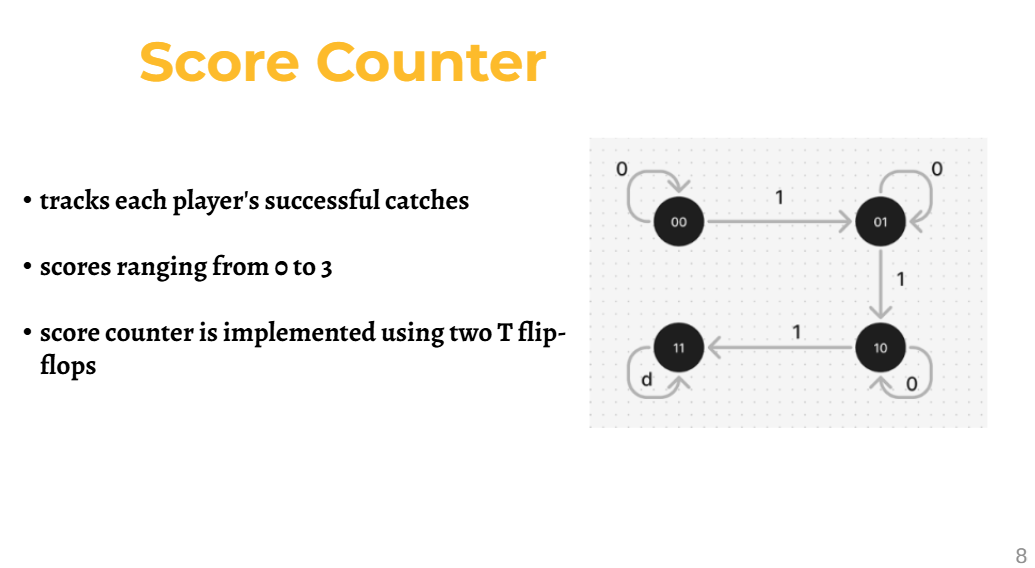 Score Counter
• tracks each player's successful catches
• scores ranging from 0 to 3
• score counter is implemented using two T flip-
flops
0
0
1
00
01
1
1
11
10
d
0
8